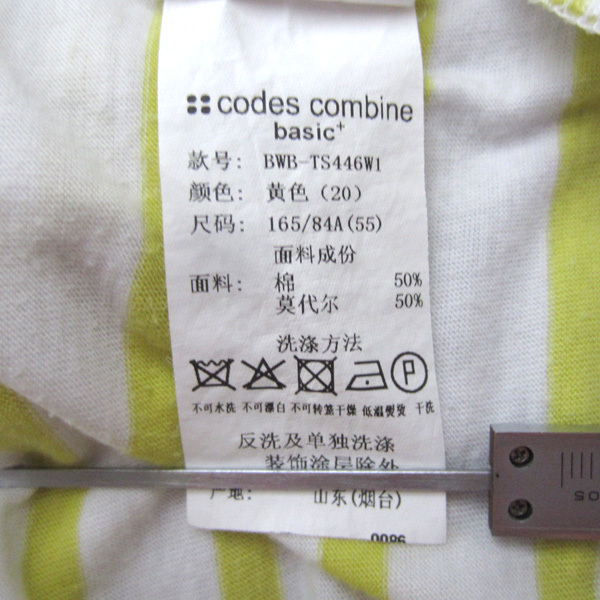 codes combine
basic+
款号: BWB-TS446W1
颜色: 黄色 (20)
尺码: 165/84A(55)
面料成份
面料: 棉 50%
莫代尔 50%
洗涤方法
P
不可水洗 不可漂白 不可转笼干燥 低温熨烫 干洗
反洗及单独洗涤
装饰涂层除外
产地: 山东(烟台)
0086